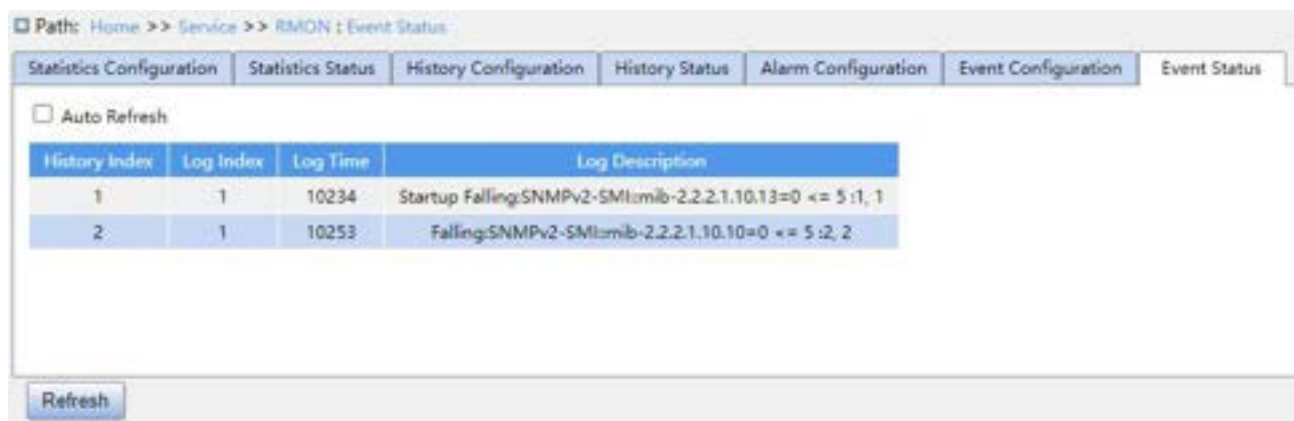 Path: Home >> Service >> RMON : Event Status
Statistics Configuration Statistics Status History Configuration History Status Alarm Configuration Event Configuration Event Status
Auto Refresh
History Index Log Index Log Time Log Description
1 1 10234 Startup Falling:SNMPv2-SMI::mib-2.2.2.1.10.13=0 <= 5 :1, 1
2 1 10253 Falling:SNMPv2-SMI::mib-2.2.2.1.10.10=0 <= 5 :2, 2
Refresh